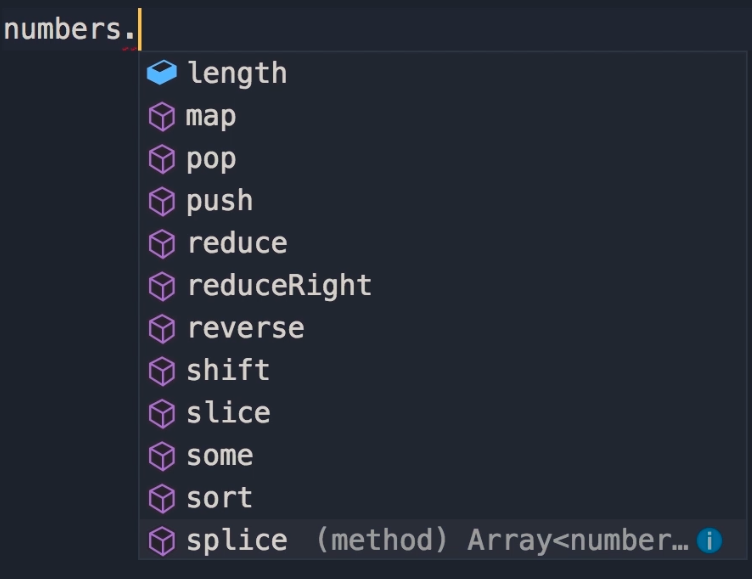 numbers.
length
map
pop
push
reduce
reduceRight
reverse
shift
slice
some
sort
splice (method) Array<number…